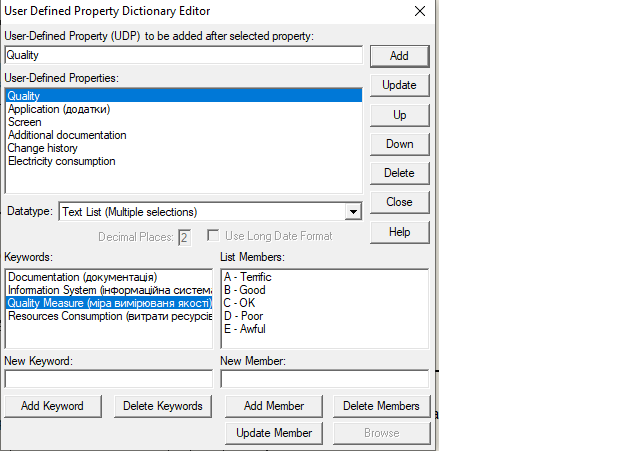 User Defined Property Dictionary Editor
User-Defined Property (UDP) to be added after selected property:
Quality
Add
User-Defined Properties:
Update
Quality
Application (додатки)
Screen
Additional documentation
Change history
Electricity consumption
Up
Down
Delete
Close
Help
Datatype: Text List (Multiple selections)
Decimal Places: 2 Use Long Date Format
Keywords:
Documentation (документація)
Information System (інформаційна система
Quality Measure (міра вимірювання якості)
Resources Consumption (витрати ресурсів
List Members:
A - Terrific
B - Good
C - OK
D - Poor
E - Awful
New Keyword:
New Member:
Add Keyword
Delete Keywords
Add Member
Delete Members
Update Member
Browse